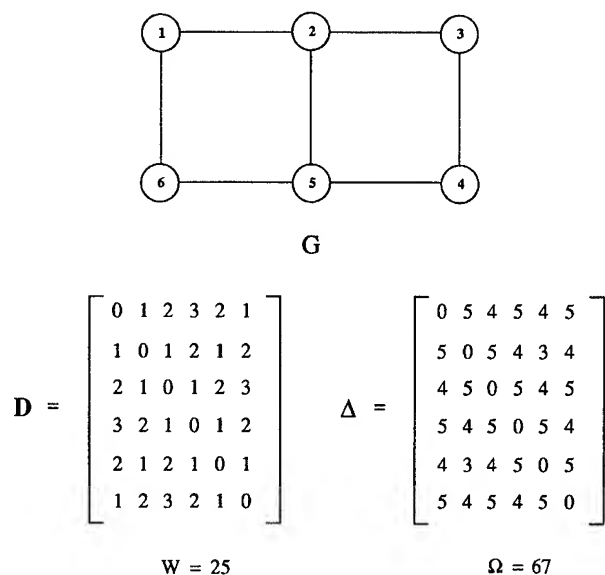 1 2 3
6 5 4
G
D = Δ =
0 1 2 3 2 1 0 5 4 5 4 5
1 0 1 2 1 2 5 0 5 4 3 4
2 1 0 1 2 3 4 5 0 5 4 5
3 2 1 0 1 2 5 4 5 0 5 4
2 1 2 1 0 1 4 3 4 5 0 5
1 2 3 2 1 0 5 4 5 4 5 0
W = 25 Ω = 67